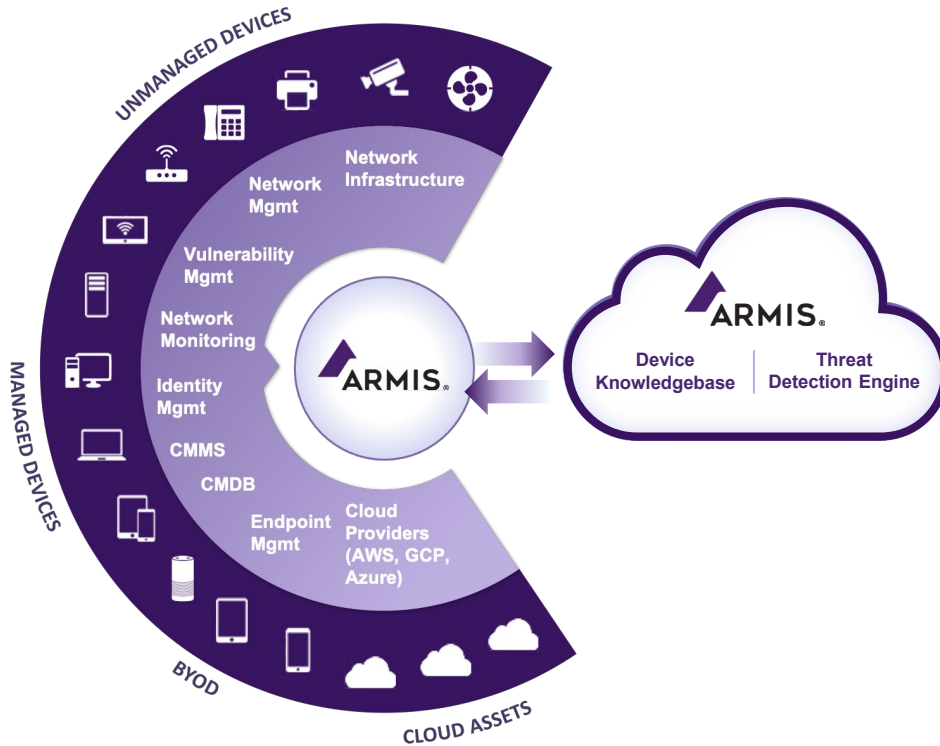 UNMANAGED DEVICES
Network
Infrastructure
Network
Mgmt
Vulnerability
Mgmt
Network
Monitoring
Identity
Mgmt
CMMS
CMDB
Endpoint
Mgmt
Cloud
Providers
(AWS, GCP,
Azure)
MANAGED DEVICES
BYOD
CLOUD ASSETS
ARMIS®
ARMIS®
Device
Knowledgebase
Threat
Detection Engine